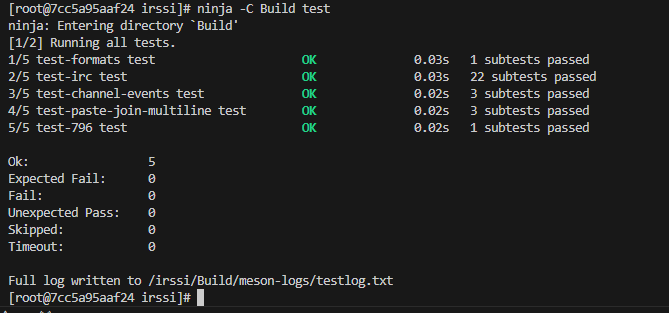 [root@7cc5a95aaf24 irssi]# ninja -C Build test
ninja: Entering directory `Build'
[1/2] Running all tests.
1/5 test-formats test OK 0.03s 1 subtests passed
2/5 test-irc test OK 0.03s 22 subtests passed
3/5 test-channel-events test OK 0.02s 3 subtests passed
4/5 test-paste-join-multiline test OK 0.02s 3 subtests passed
5/5 test-796 test OK 0.02s 1 subtests passed
Ok: 5
Expected Fail: 0
Fail: 0
Unexpected Pass: 0
Skipped: 0
Timeout: 0
Full log written to /irssi/Build/meson-logs/testlog.txt
[root@7cc5a95aaf24 irssi]#